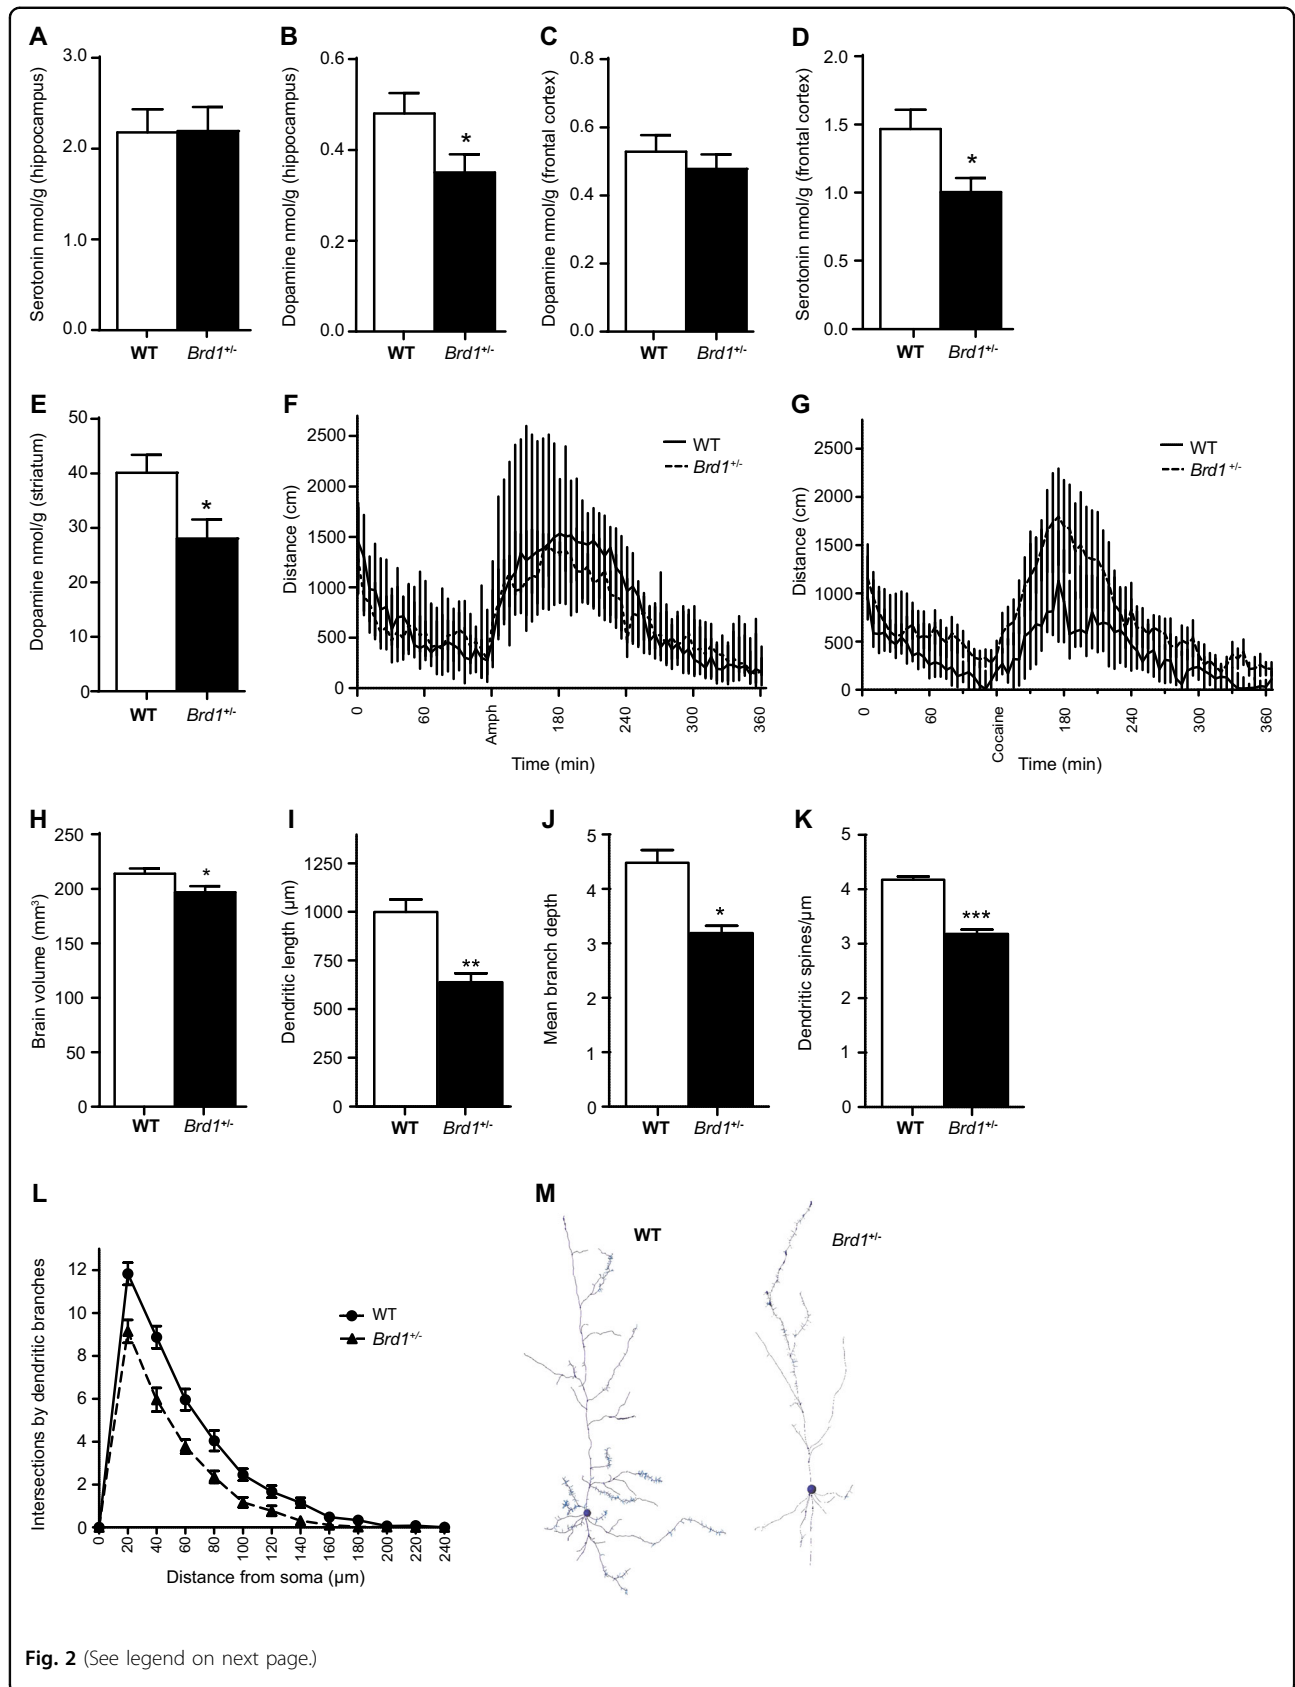 A
Serotonin nmol/g (hippocampus)
3.0
2.0
1.0
0.0
WT
Brd1+/-
B
Dopamine nmol/g (hippocampus)
0.6
0.4
0.2
0.0
*
WT
Brd1+/-
C
Dopamine nmol/g (frontal cortex)
0.8
0.6
0.4
0.2
0.0
WT
Brd1+/-
D
Serotonin nmol/g (frontal cortex)
2.0
1.5
1.0
0.5
0.0
*
WT
Brd1+/-
E
Dopamine nmol/g (striatum)
50
40
30
20
10
0
*
WT
Brd1+/-
F
Distance (cm)
2500
2000
1500
1000
500
0
WT
Brd1+/-
0
60
Amph
180
240
300
360
Time (min)
G
Distance (cm)
2500
2000
1500
1000
500
0
WT
Brd1+/-
0
60
Cocaine
180
240
300
360
Time (min)
H
Brain volume (mm³)
250
200
150
100
50
0
*
WT
Brd1+/-
I
Dendritic length (µm)
1250
1000
750
500
250
0
**
WT
Brd1+/-
J
Mean branch depth
5
4
3
2
1
0
*
WT
Brd1+/-
K
Dendritic spines/µm
5
4
3
2
1
0
***
WT
Brd1+/-
L
Intersections by dendritic branches
12
10
8
6
4
2
0
WT
Brd1+/-
0
20
40
60
80
100
120
140
160
180
200
220
240
Distance from soma (µm)
M
WT
Brd1+/-
Fig. 2 (See legend on next page.)